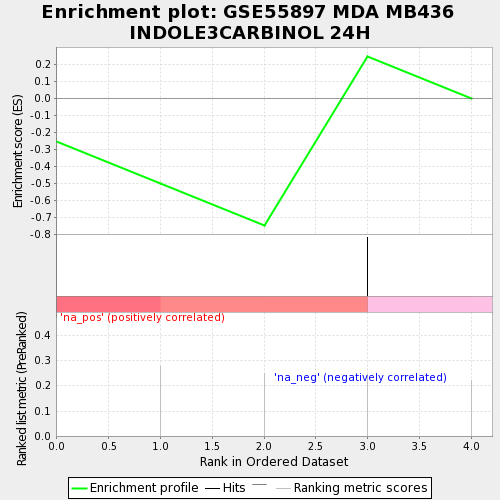 Enrichment plot: GSE55897 MDA MB436
INDOLE3CARBINOL 24H
Enrichment score (ES)
0.2
0.1
0.0
-0.1
-0.2
-0.3
-0.4
-0.5
-0.6
-0.7
-0.8
'na_pos' (positively correlated)
'na_neg' (negatively correlated)
Ranked list metric (PreRanked)
0.4
0.3
0.2
0.1
0.0
0.0 0.5 1.0 1.5 2.0 2.5 3.0 3.5 4.0
Rank in Ordered Dataset
Enrichment profile Hits Ranking metric scores